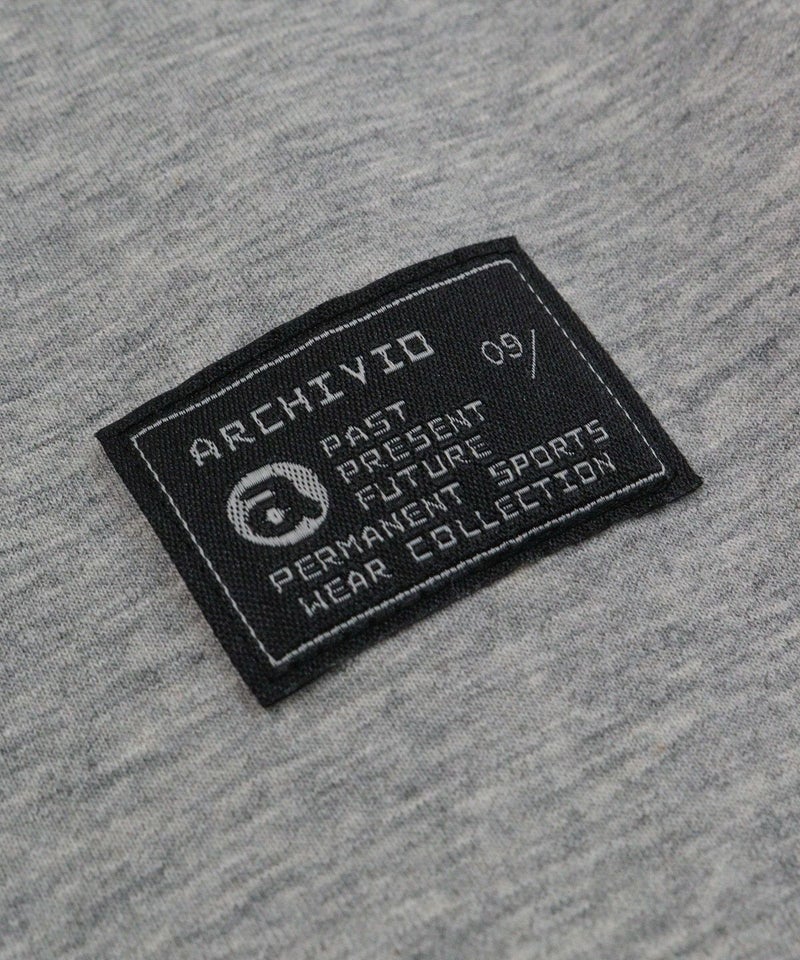 ARCHIVIO 09/
PAST
PRESENT
FUTURE
PERMANENT SPORTS
WEAR COLLECTION